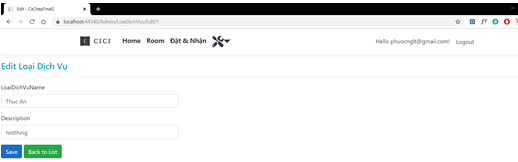 Edit - CaChepFinal2
localhost:44340/Admin/LoaiDichVus/Edit/1
C CICI Home Room Đặt & Nhận Hello phuocnglt@gmail.com! Logout
Edit Loại Dịch Vụ
LoaiDichVuName
Thuc An
Description
notthing
Save Back to List